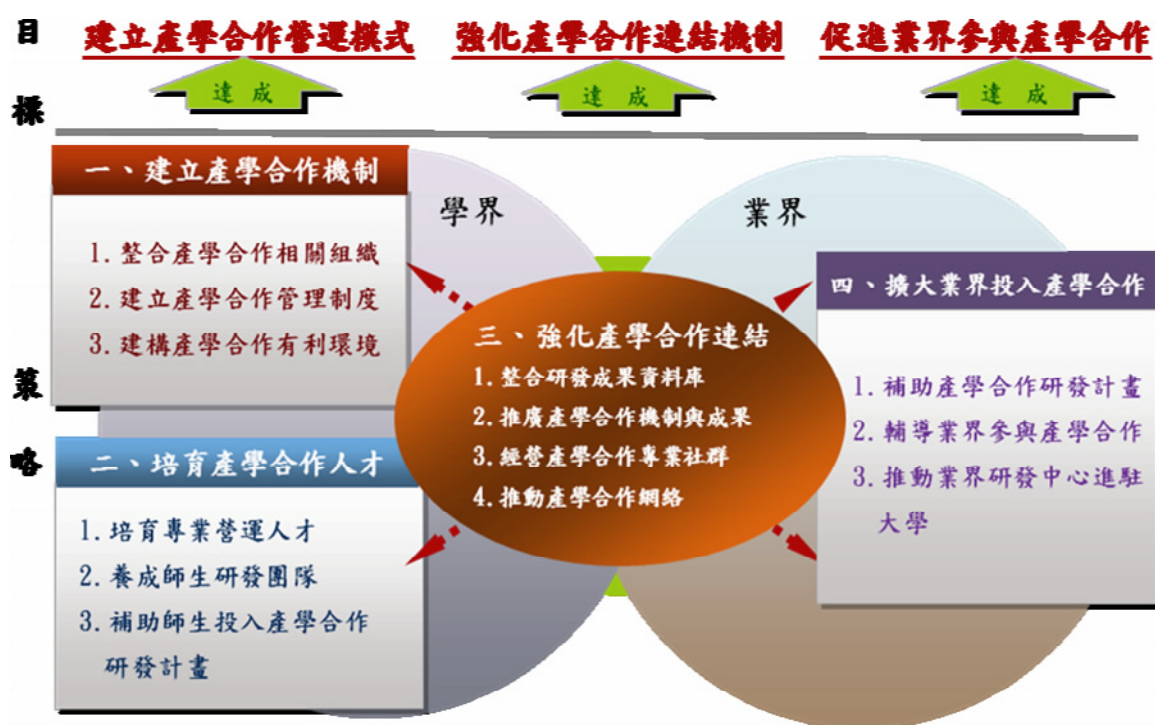 目標
建立產學合作營運模式
強化產學合作連結機制
促進業界參與產學合作
達成
達成
達成
策略
學界
業界
一、建立產學合作機制
1. 整合產學合作相關組織
2. 建立產學合作管理制度
3. 建構產學合作有利環境
二、培育產學合作人才
1. 培育專業營運人才
2. 養成師生研發團隊
3. 補助師生投入產學合作
研發計畫
三、強化產學合作連結
1. 整合研發成果資料庫
2. 推廣產學合作機制與成果
3. 經營產學合作專業社群
4. 推動產學合作網絡
四、擴大業界投入產學合作
1. 補助產學合作研發計畫
2. 輔導業界參與產學合作
3. 推動業界研發中心進駐
大學